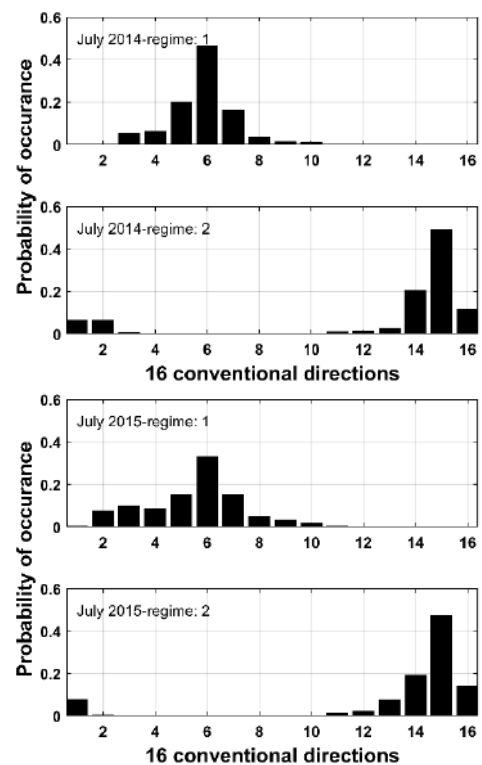 0.6
July 2014-regime: 1
0.4
0.2
0
2 4 6 8 10 12 14 16
0.6
July 2014-regime: 2
0.4
0.2
0
2 4 6 8 10 12 14 16
Probability of occurance
16 conventional directions
0.6
July 2015-regime: 1
0.4
0.2
0
2 4 6 8 10 12 14 16
0.6
July 2015-regime: 2
0.4
0.2
0
2 4 6 8 10 12 14 16
Probability of occurance
16 conventional directions